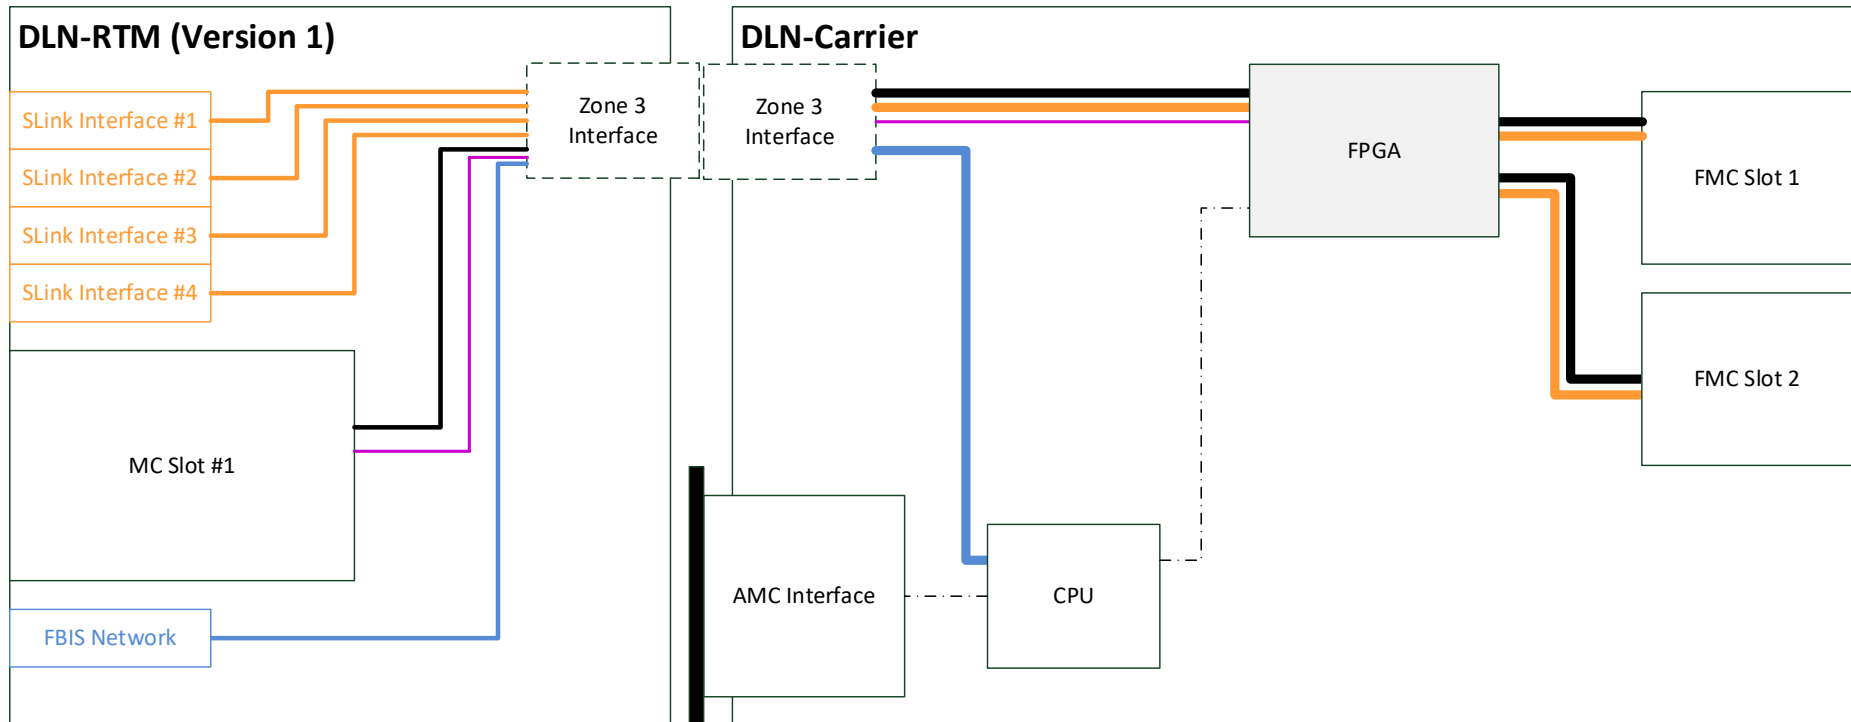 DLN-RTM (Version 1)
SLink Interface #1
SLink Interface #2
SLink Interface #3
SLink Interface #4
MC Slot #1
FBIS Network
Zone 3
Interface
DLN-Carrier
Zone 3
Interface
FPGA
FMC Slot 1
FMC Slot 2
AMC Interface
CPU